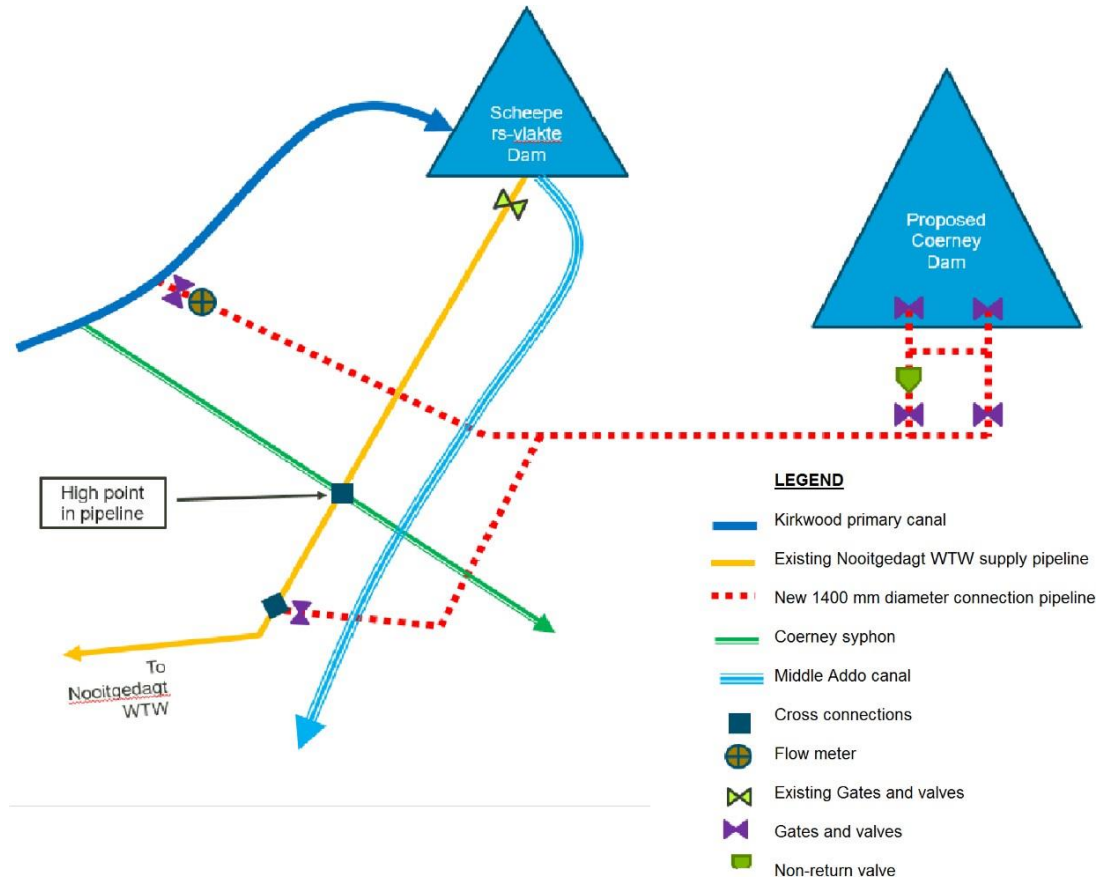 Scheepe
rs-vlakte
Dam
Proposed
Coerney
Dam
High point
in pipeline
To
Nooitgedagt
WTW
LEGEND
Kirkwood primary canal
Existing Nooitgedagt WTW supply pipeline
New 1400 mm diameter connection pipeline
Coerney syphon
Middle Addo canal
Cross connections
Flow meter
Existing Gates and valves
Gates and valves
Non-return valve